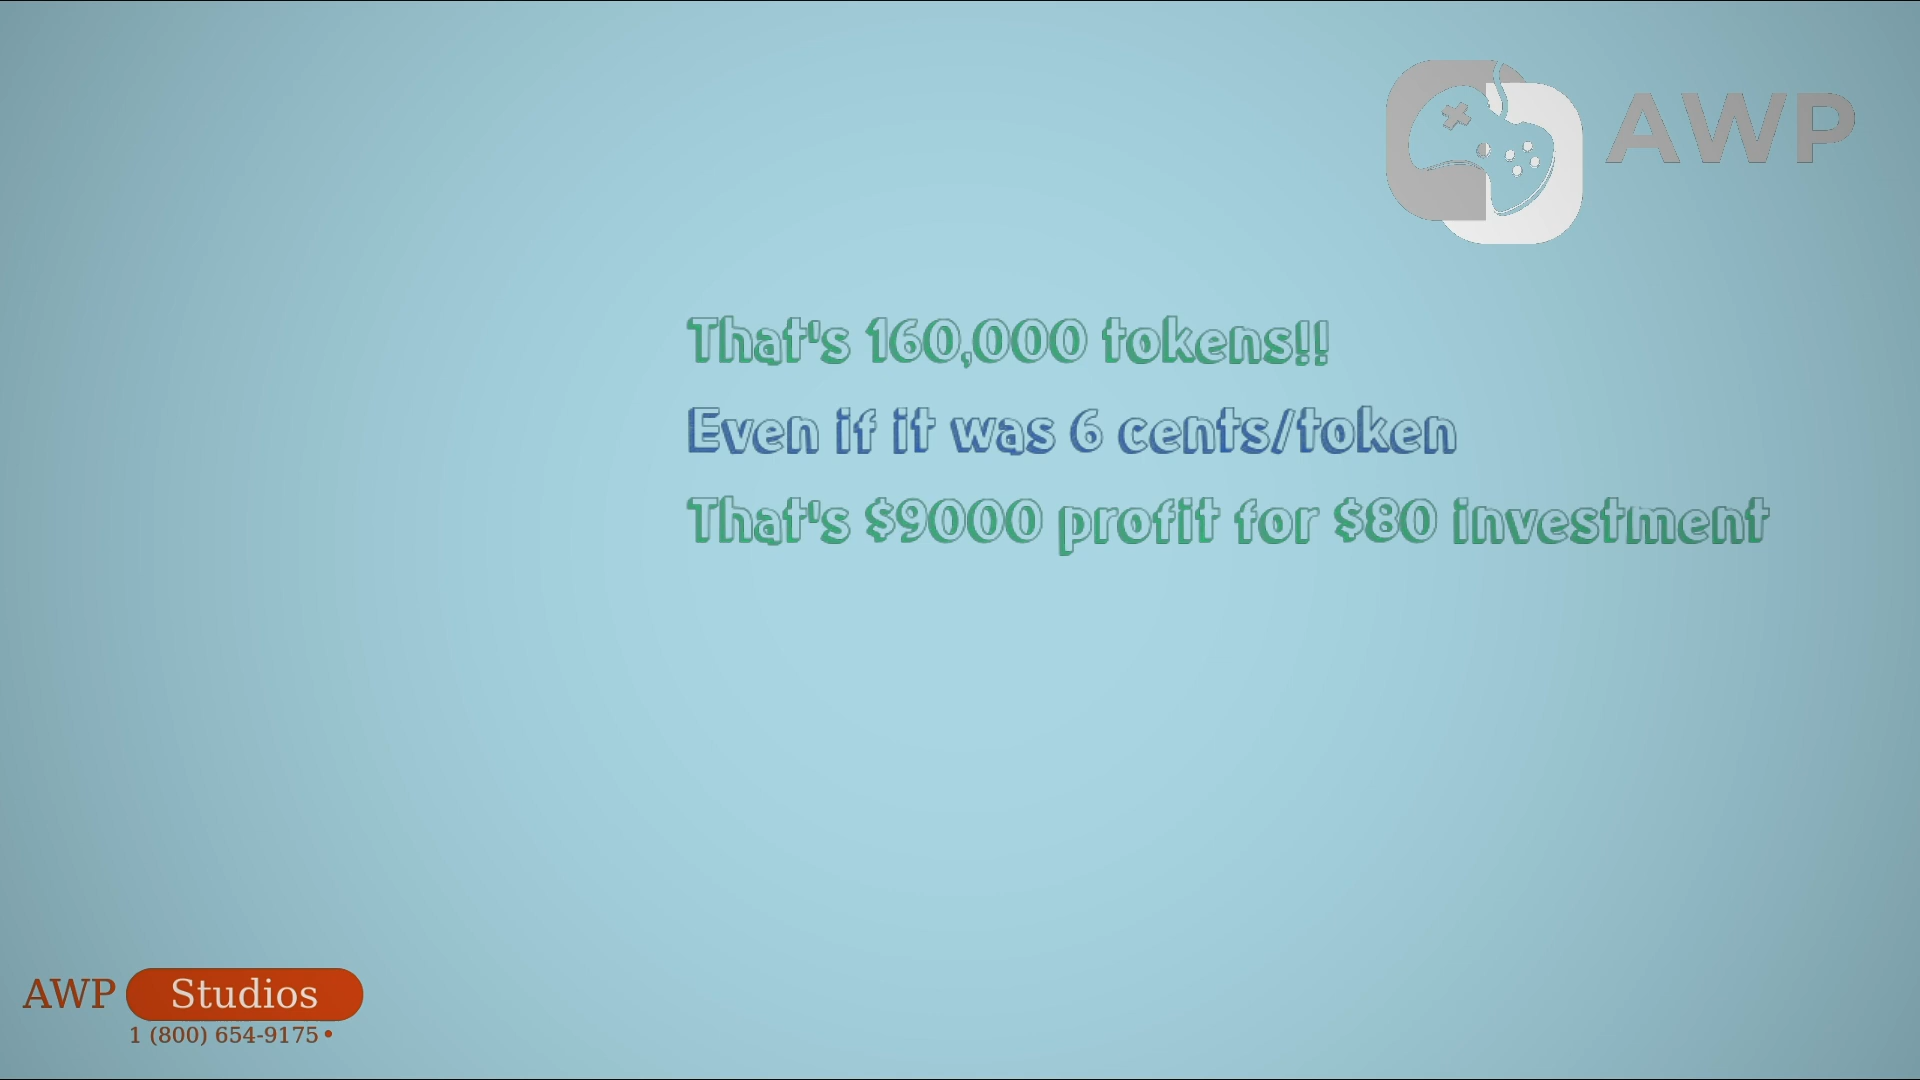 AWP
That's 160,000 tokens!!
Even if it was 6 cents/token
That's $9000 profit for $80 investment
AWP Studios
1 (800) 654-9175